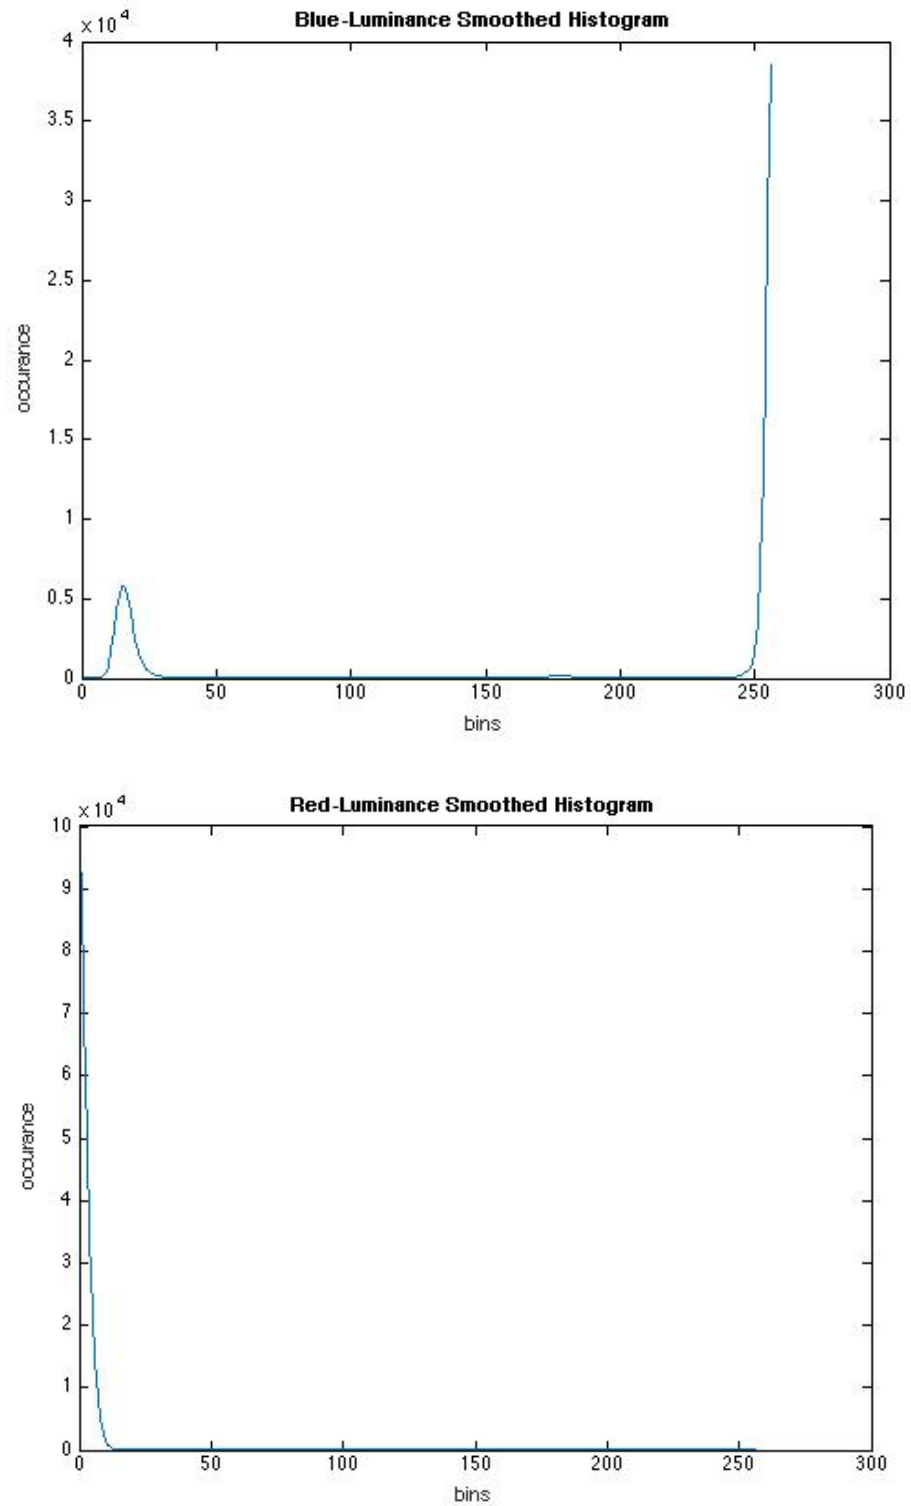 Blue-Luminance Smoothed Histogram
x 10^4
4
3.5
3
2.5
2
1.5
1
0.5
0
occurance
0 50 100 150 200 250 300
bins
Red-Luminance Smoothed Histogram
x 10^4
10
9
8
7
6
5
4
3
2
1
0
occurance
0 50 100 150 200 250 300
bins